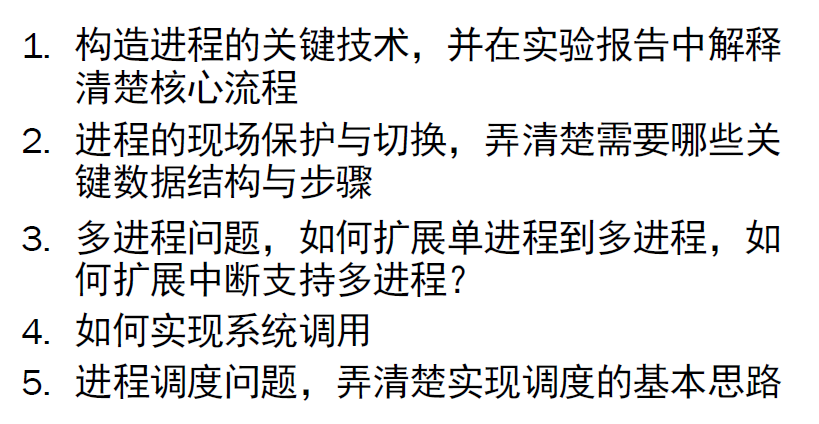 1. 构造进程的关键技术，并在实验报告中解释
清楚核心流程
2. 进程的现场保护与切换，弄清楚需要哪些关
键数据结构与步骤
3. 多进程问题，如何扩展单进程到多进程，如
何扩展中断支持多进程？
4. 如何实现系统调用
5. 进程调度问题，弄清楚实现调度的基本思路